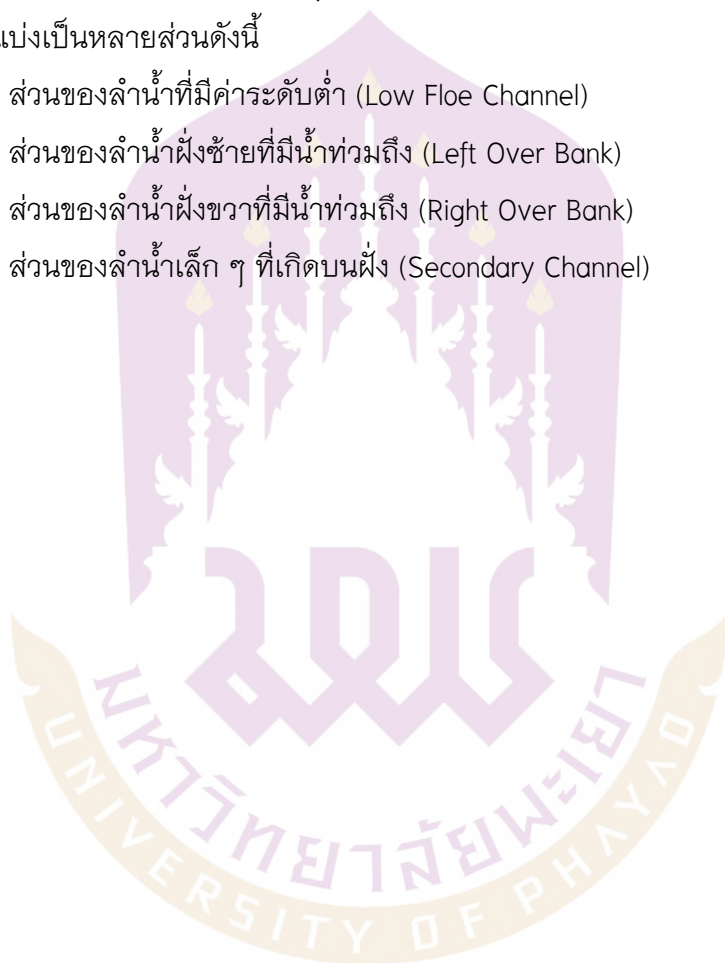 แบ่งเป็นหลายส่วนดังนี้
ส่วนของลำน้ำที่มีค่าระดับต่ำ (Low Floe Channel)
ส่วนของลำน้ำฝั่งซ้ายที่มีน้ำท่วมถึง (Left Over Bank)
ส่วนของลำน้ำฝั่งขวาที่มีน้ำท่วมถึง (Right Over Bank)
ส่วนของลำน้ำเล็ก ๆ ที่เกิดบนฝั่ง (Secondary Channel)
มหาวิทยาลัยพะเยา
UNIVERSITY OF PHAYAO